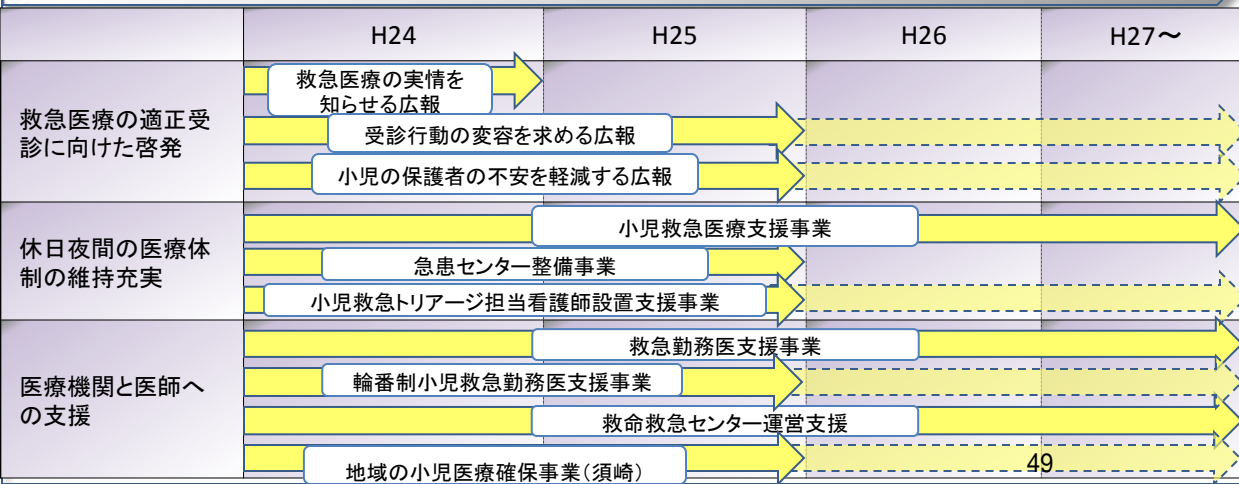 H24
H25
H26
H27～
救急医療の適正受
診に向けた啓発
救急医療の実情を
知らせる広報
受診行動の変容を求める広報
小児の保護者の不安を軽減する広報
休日夜間の医療体
制の維持充実
小児救急医療支援事業
急患センター整備事業
小児救急トリアージ担当看護師設置支援事業
医療機関と医師へ
の支援
救急勤務医支援事業
輪番制小児救急勤務医支援事業
救命救急センター運営支援
地域の小児医療確保事業（須崎）
49